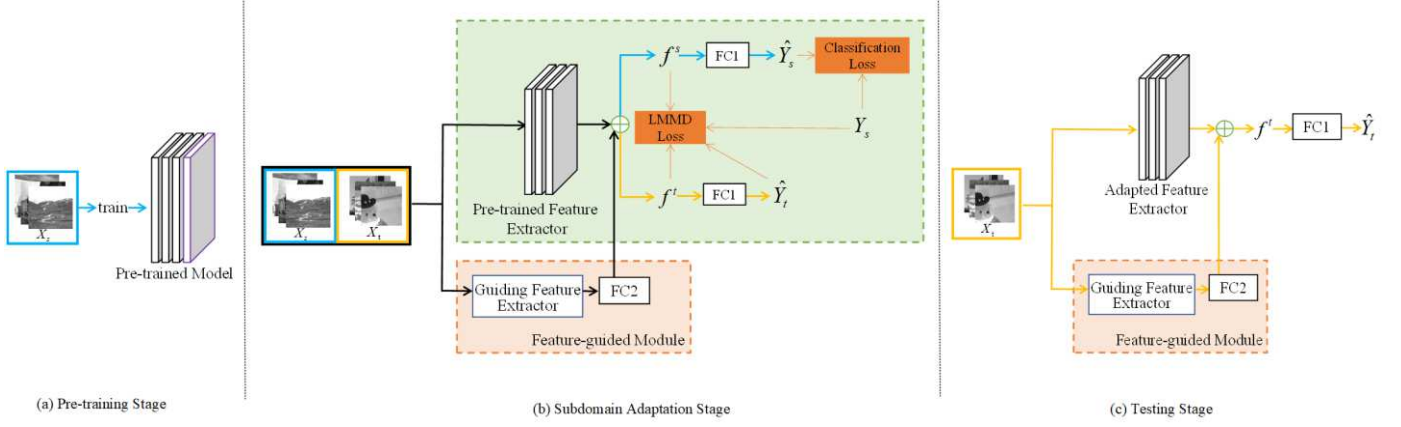 X_s
train
Pre-trained Model
(a) Pre-training Stage
X_s
X_t
Pre-trained Feature
Extractor
f^s
FC1
Ŷ_s
Classification
Loss
LMMD
Loss
Y_s
f^t
FC1
Ŷ_t
Guiding Feature
Extractor
FC2
Feature-guided Module
(b) Subdomain Adaptation Stage
X_t
Adapted Feature
Extractor
f^t
FC1
Ŷ_t
Guiding Feature
Extractor
FC2
Feature-guided Module
(c) Testing Stage